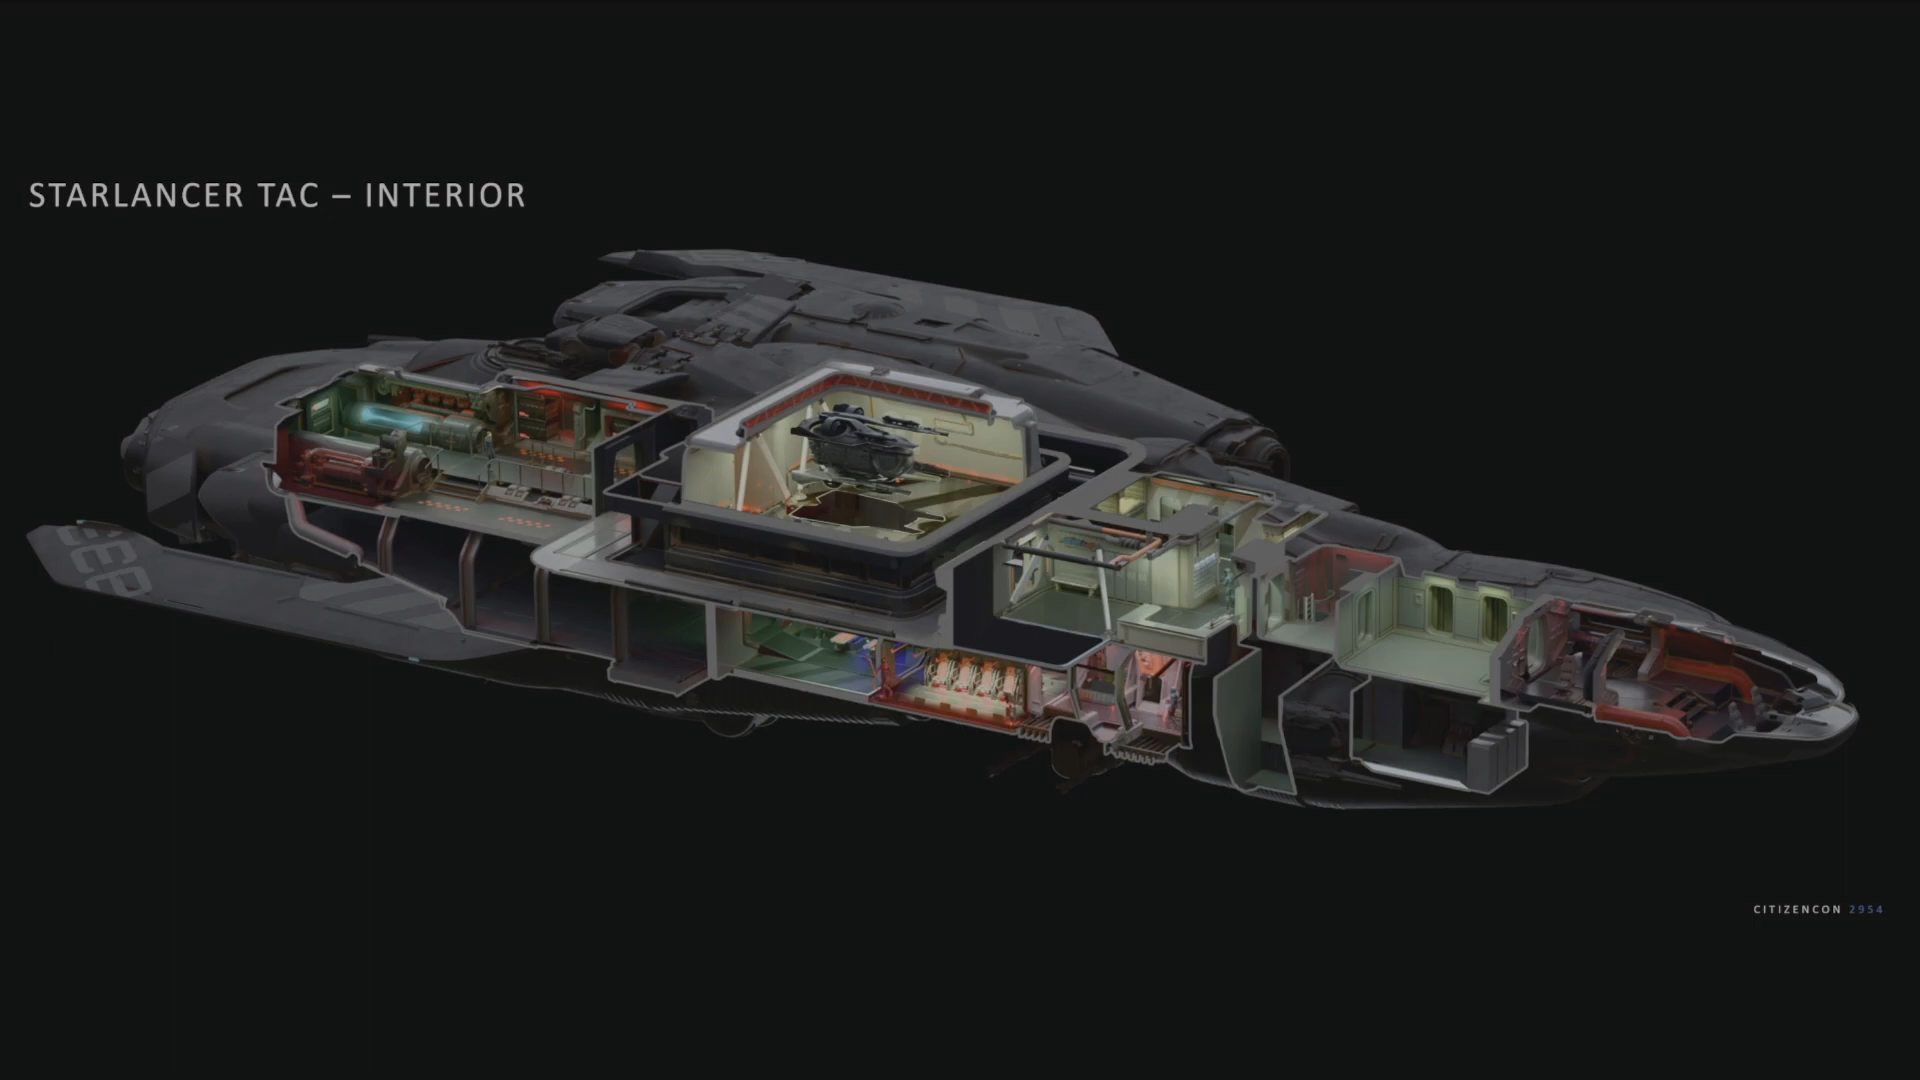 STARLANCER TAC – INTERIOR
CITIZENCON 2954